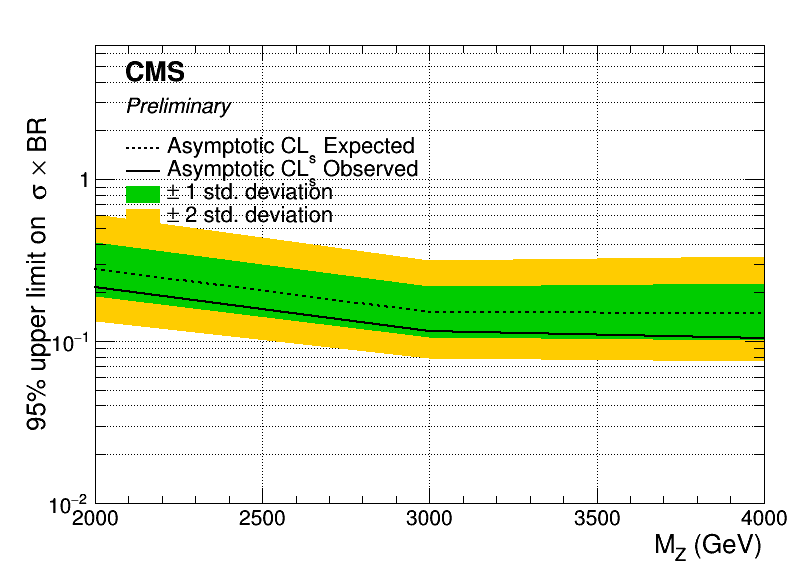 CMS
Preliminary
Asymptotic CLs Expected
Asymptotic CLs Observed
± 1 std. deviation
± 2 std. deviation
95% upper limit on σ × BR
1
10−1
10−2
2000 2500 3000 3500 4000
MZ (GeV)